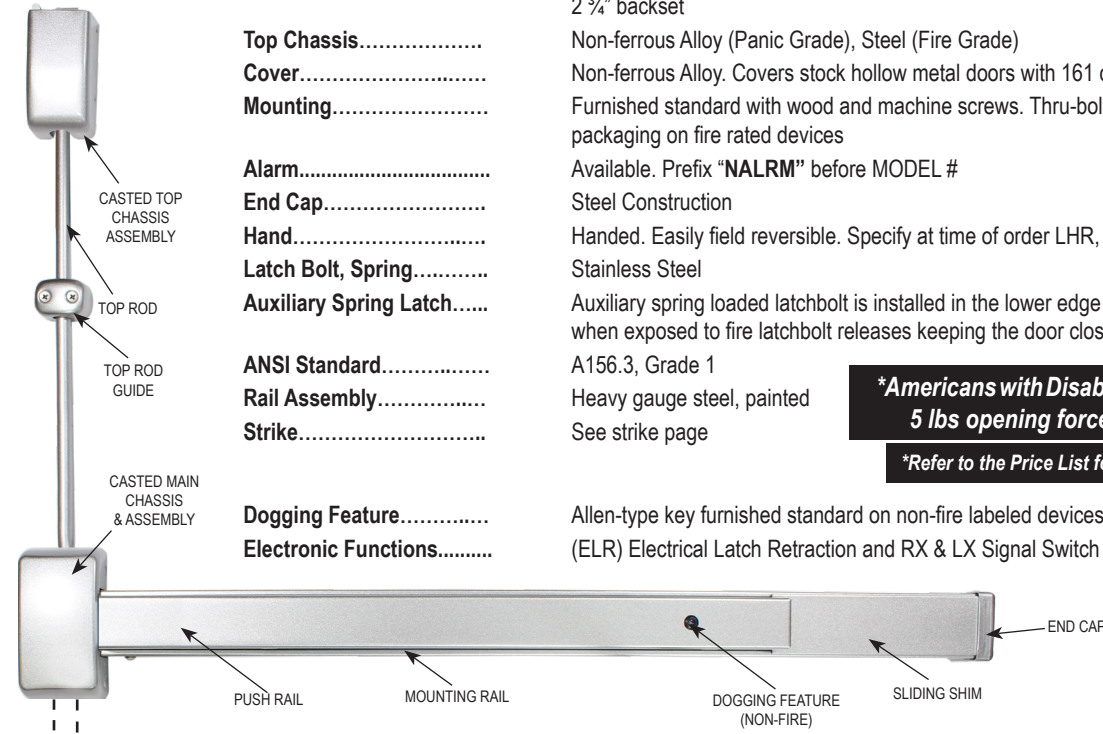 2 ¾” backset
Top Chassis................... Non-ferrous Alloy (Panic Grade), Steel (Fire Grade)
Cover............................ Non-ferrous Alloy. Covers stock hollow metal doors with 161
Mounting........................ Furnished standard with wood and machine screws.
packaging on fire rated devices
Alarm................................... Available. Prefix “NALRM” before MODEL #
End Cap......................... Steel Construction
Hand............................. Handed. Easily field reversible. Specify at time of order LHR,
Latch Bolt, Spring............ Stainless Steel
Auxiliary Spring Latch...... Auxiliary spring loaded latchbolt is installed in the lower edge
when exposed to fire latchbolt releases keeping the door
ANSI Standard................. A156.3, Grade 1
Rail Assembly................. Heavy gauge steel, painted
Strike............................. See strike page
*Americans with
5 lbs opening
*Refer to the Price List
Dogging Feature.............. Allen-type key furnished standard on non-fire labeled devices
Electronic Functions.......... (ELR) Electrical Latch Retraction and RX & LX Signal Switch
CASTED TOP
CHASSIS
ASSEMBLY
TOP ROD
TOP ROD
GUIDE
CASTED MAIN
CHASSIS
& ASSEMBLY
PUSH RAIL
MOUNTING RAIL
DOGGING FEATURE
(NON-FIRE)
SLIDING SHIM
END CAP